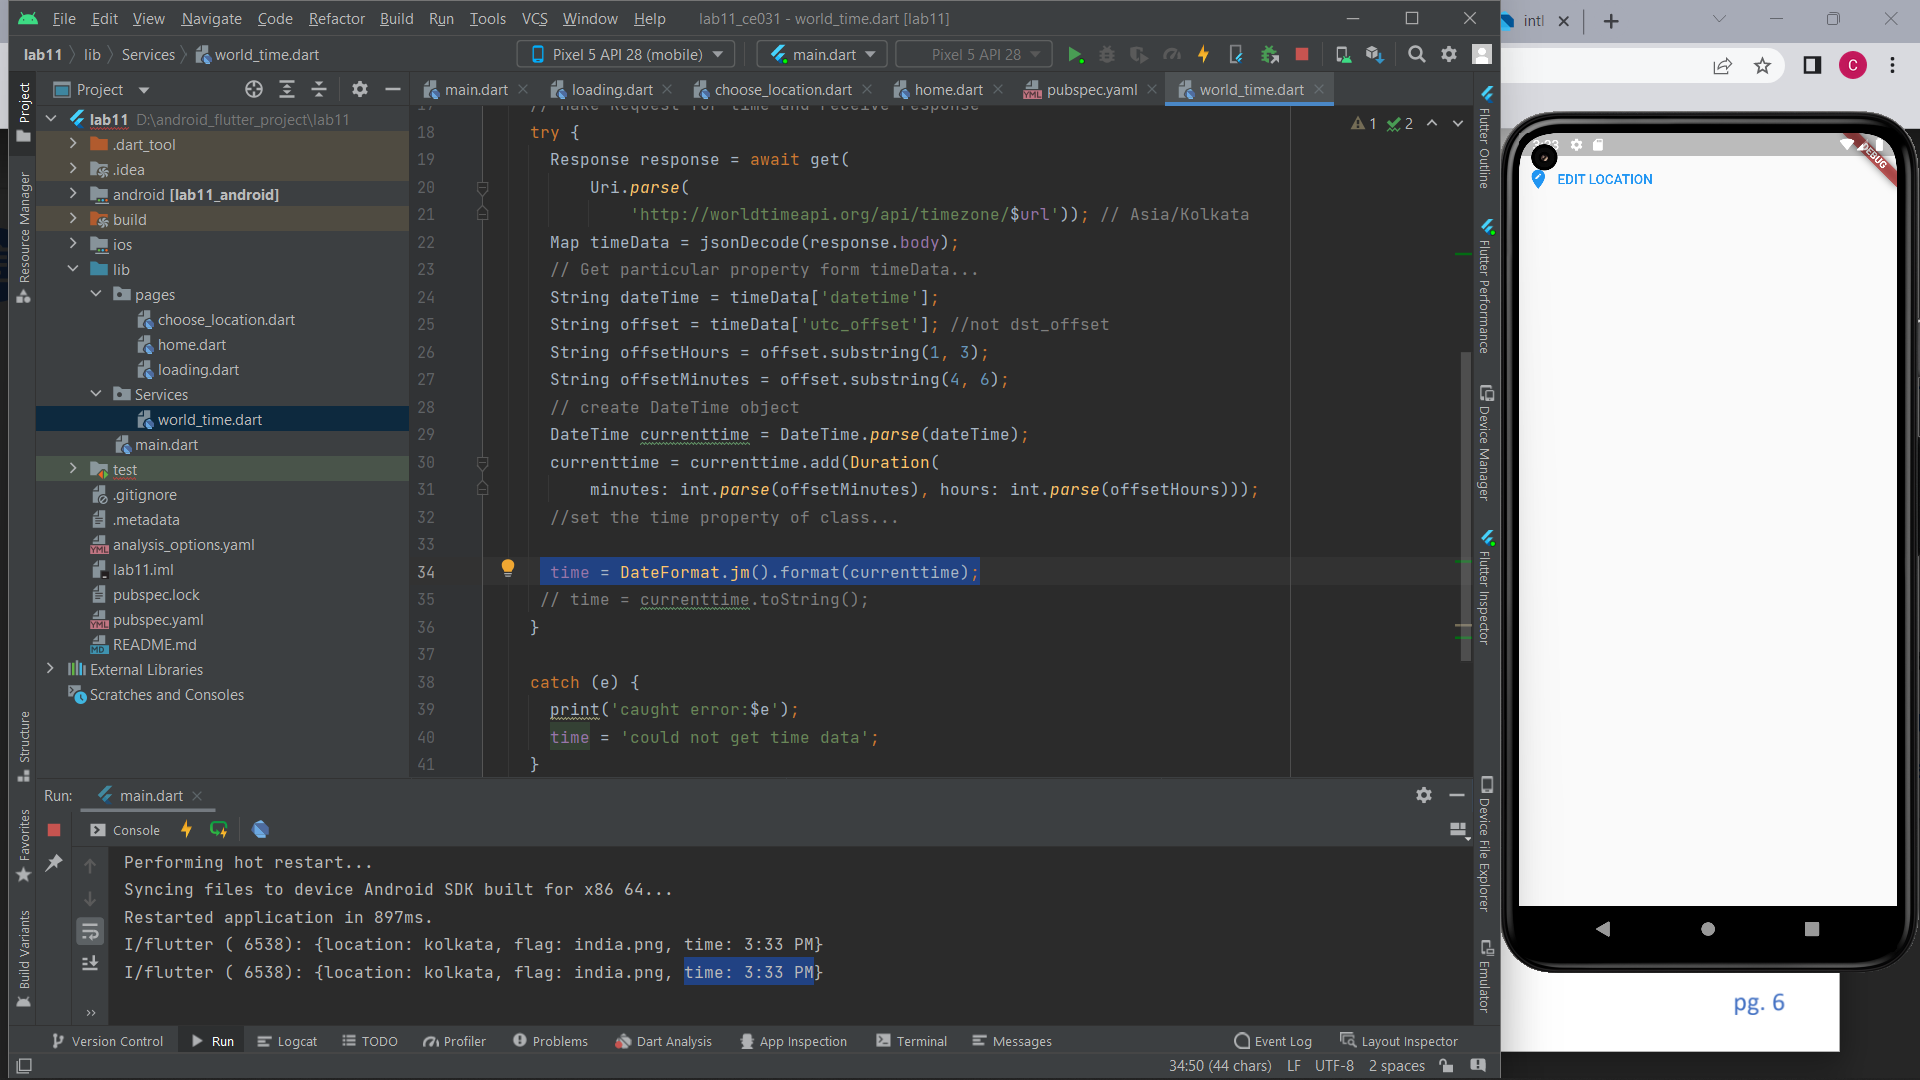 File Edit View Navigate Code Refactor Build Run Tools VCS Window Help lab11_ce031 - world_time.dart [lab11]
intl
lab11 lib Services world_time.dart Pixel 5 API 28 (mobile) main.dart Pixel 5 API 28
C
Project main.dart loading.dart choose_location.dart home.dart pubspec.yaml world_time.dart
lab11 D:\android_flutter_project\lab11
.dart_tool
.idea
android [lab11_android]
build
ios
lib
pages
choose_location.dart
home.dart
loading.dart
Services
world_time.dart
main.dart
test
.gitignore
.metadata
analysis_options.yaml
lab11.iml
pubspec.lock
pubspec.yaml
README.md
External Libraries
Scratches and Consoles
17 // Make Request for time and receive response
18 try {
1 2
19 Response response = await get(
20 Uri.parse(
21 'http://worldtimeapi.org/api/timezone/$url')); // Asia/Kolkata
22 Map timeData = jsonDecode(response.body);
23 // Get particular property form timeData...
24 String dateTime = timeData['datetime'];
25 String offset = timeData['utc_offset']; //not dst_offset
26 String offsetHours = offset.substring(1, 3);
27 String offsetMinutes = offset.substring(4, 6);
28 // create DateTime object
29 DateTime currenttime = DateTime.parse(dateTime);
30 currenttime = currenttime.add(Duration(
31 minutes: int.parse(offsetMinutes), hours: int.parse(offsetHours)));
32 //set the time property of class...
33
34 time = DateFormat.jm().format(currenttime);
35 // time = currenttime.toString();
36 }
37
38 catch (e) {
39 print('caught error:$e');
40 time = 'could not get time data';
41 }
Run: main.dart
Console
Performing hot restart...
Syncing files to device Android SDK built for x86 64...
Restarted application in 897ms.
I/flutter ( 6538): {location: kolkata, flag: india.png, time: 3:33 PM}
I/flutter ( 6538): {location: kolkata, flag: india.png, time: 3:33 PM}
Version Control Run Logcat TODO Profiler Problems Dart Analysis App Inspection Terminal Messages Event Log Layout Inspector
34:50 (44 chars) LF UTF-8 2 spaces
Project
Resource Manager
Structure
Favorites
Build Variants
Flutter Outline
Flutter Performance
Device Manager
Flutter Inspector
Device File Explorer
Emulator
DEBUG
EDIT LOCATION
pg. 6